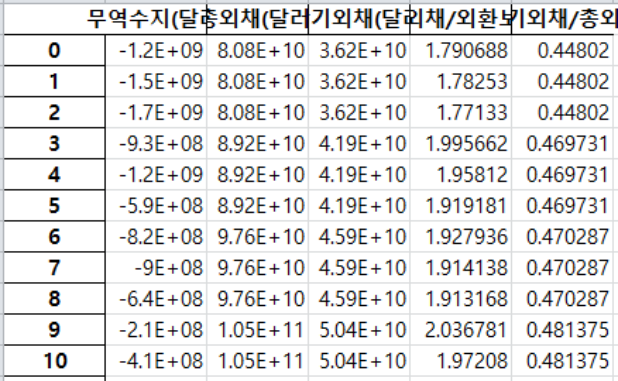 무역수지(달러 총외채(달러 기외채(달러 외채/외환보 기외채/총외
0 -1.2E+09 8.08E+10 3.62E+10 1.790688 0.44802
1 -1.5E+09 8.08E+10 3.62E+10 1.78253 0.44802
2 -1.7E+09 8.08E+10 3.62E+10 1.77133 0.44802
3 -9.3E+08 8.92E+10 4.19E+10 1.995662 0.469731
4 -1.2E+09 8.92E+10 4.19E+10 1.95812 0.469731
5 -5.9E+08 8.92E+10 4.19E+10 1.919181 0.469731
6 -8.2E+08 9.76E+10 4.59E+10 1.927936 0.470287
7 -9E+08 9.76E+10 4.59E+10 1.914138 0.470287
8 -6.4E+08 9.76E+10 4.59E+10 1.913168 0.470287
9 -2.1E+08 1.05E+11 5.04E+10 2.036781 0.481375
10 -4.1E+08 1.05E+11 5.04E+10 1.97208 0.481375